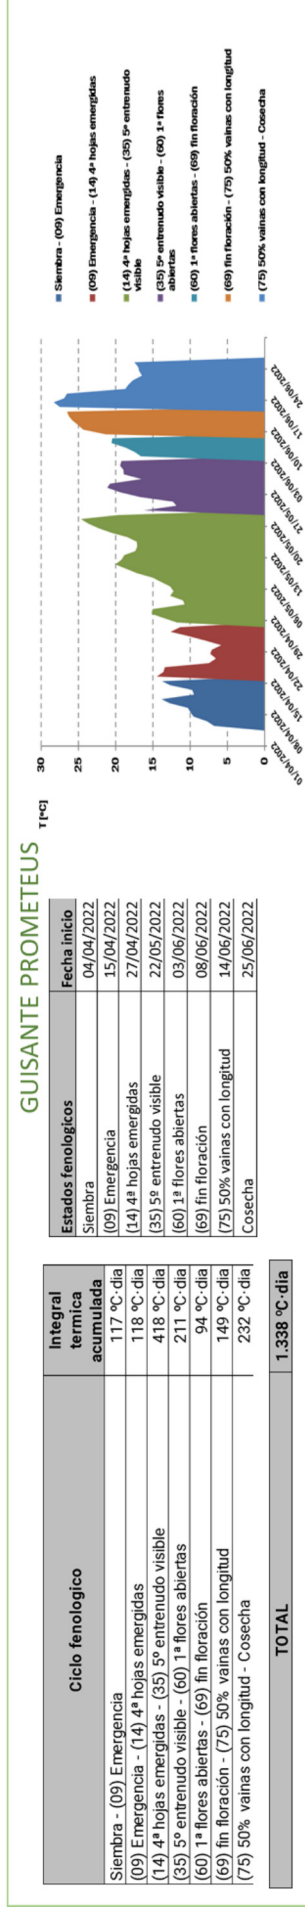 GUISANTE PROMETEUS
Ciclo fenologico Integral termica acumulada
Siembra - (09) Emergencia 117 ºC·dia
(09) Emergencia - (14) 4ª hojas emergidas 118 ºC·dia
(14) 4ª hojas emergidas - (35) 5º entrenudo visible 418 ºC·dia
(35) 5º entrenudo visible - (60) 1ª flores abiertas 211 ºC·dia
(60) 1ª flores abiertas - (69) fin floración 94 ºC·dia
(69) fin floración - (75) 50% vainas con longitud 149 ºC·dia
(75) 50% vainas con longitud - Cosecha 232 ºC·dia
TOTAL 1.338 ºC·dia
Estados fenologicos Fecha inicio
Siembra 04/04/2022
(09) Emergencia 15/04/2022
(14) 4ª hojas emergidas 27/04/2022
(35) 5º entrenudo visible 22/05/2022
(60) 1ª flores abiertas 03/06/2022
(69) fin floración 08/06/2022
(75) 50% vainas con longitud 14/06/2022
Cosecha 25/06/2022
T [ºC]
30
25
20
15
10
5
0
01/04/2022
08/04/2022
15/04/2022
22/04/2022
29/04/2022
06/05/2022
13/05/2022
20/05/2022
27/05/2022
03/06/2022
10/06/2022
17/06/2022
24/06/2022
Siembra - (09) Emergencia
(09) Emergencia - (14) 4ª hojas emergidas
(14) 4ª hojas emergidas - (35) 5º entrenudo
visible
(35) 5º entrenudo visible - (60) 1ª flores
abiertas
(60) 1ª flores abiertas - (69) fin floración
(69) fin floración - (75) 50% vainas con longitud
(75) 50% vainas con longitud - Cosecha